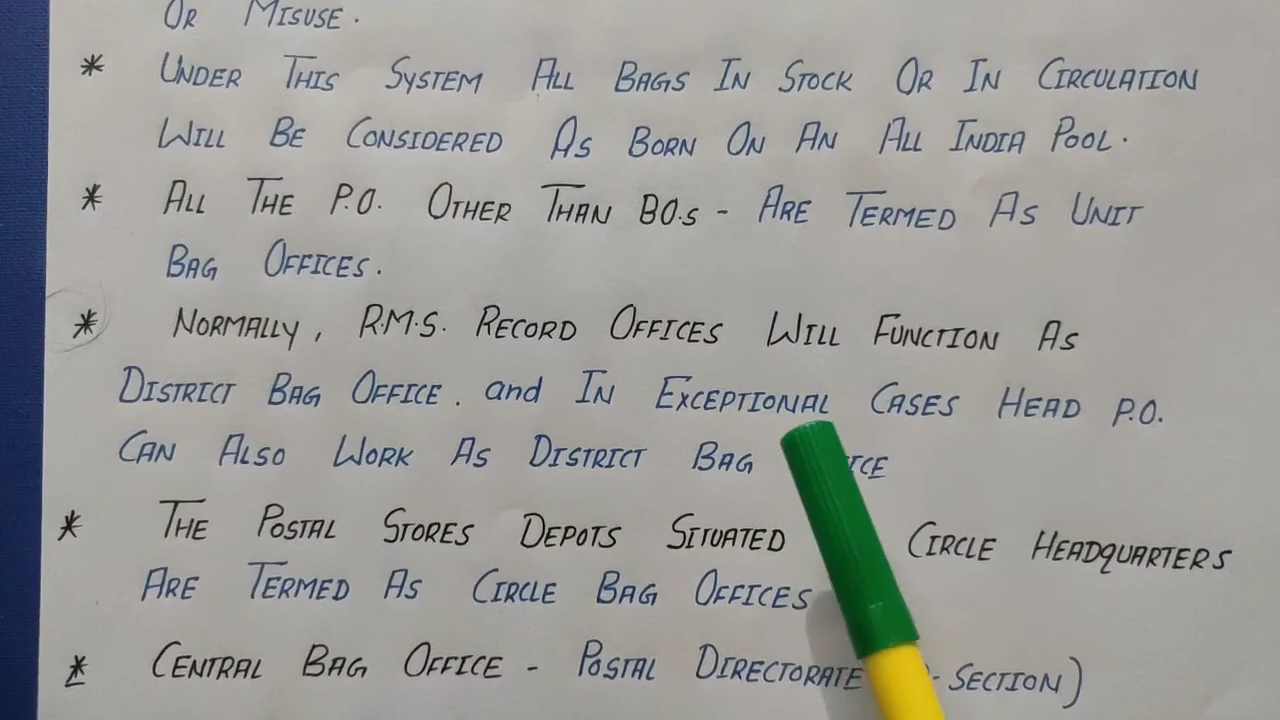 OR MISUSE.
* UNDER THIS SYSTEM ALL BAGS IN STOCK OR IN CIRCULATION
WILL BE CONSIDERED AS BORN ON AN ALL INDIA POOL.
* ALL THE P.O. OTHER THAN BO.s - ARE TERMED AS UNIT
BAG OFFICES.
* NORMALLY, R.M.S. RECORD OFFICES WILL FUNCTION AS
DISTRICT BAG OFFICE. and IN EXCEPTIONAL CASES HEAD P.O.
CAN ALSO WORK AS DISTRICT BAG
* THE POSTAL STORES DEPOTS SITUATED CIRCLE HEADQUARTERS
ARE TERMED AS CIRCLE BAG OFFICES
* CENTRAL BAG OFFICE - POSTAL DIRECTORATE - SECTION)